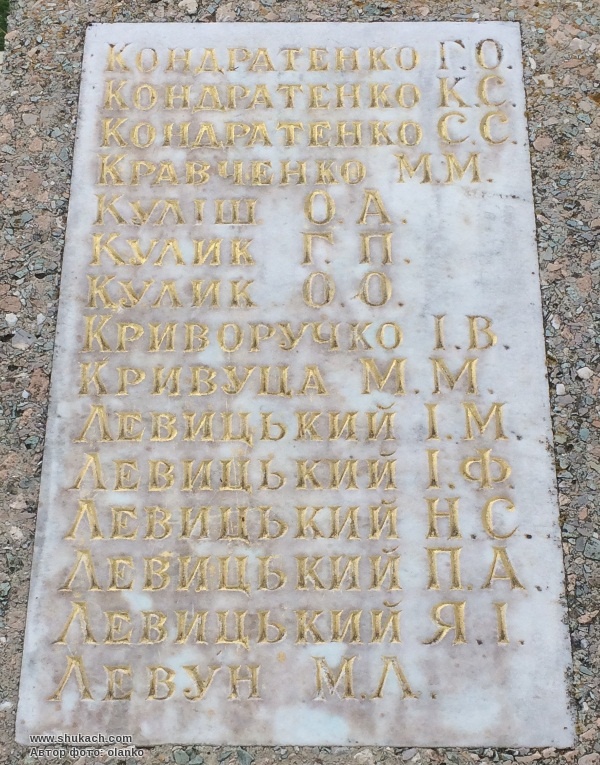 Кондратенко Г.О.
Кондратенко К.С.
Кондратенко С.С.
Кравченко М.М.
Куліш О.А.
Кулик Г.П.
Кулик О.О.
Криворучко І.В.
Кривуца М.М.
Левицький І.М
Левицький І.Ф.
Левицький Н.С.
Левицький П.А
Левицький Я.І.
Левун М.Л.
www.shukach.com
Автор фото: olanko